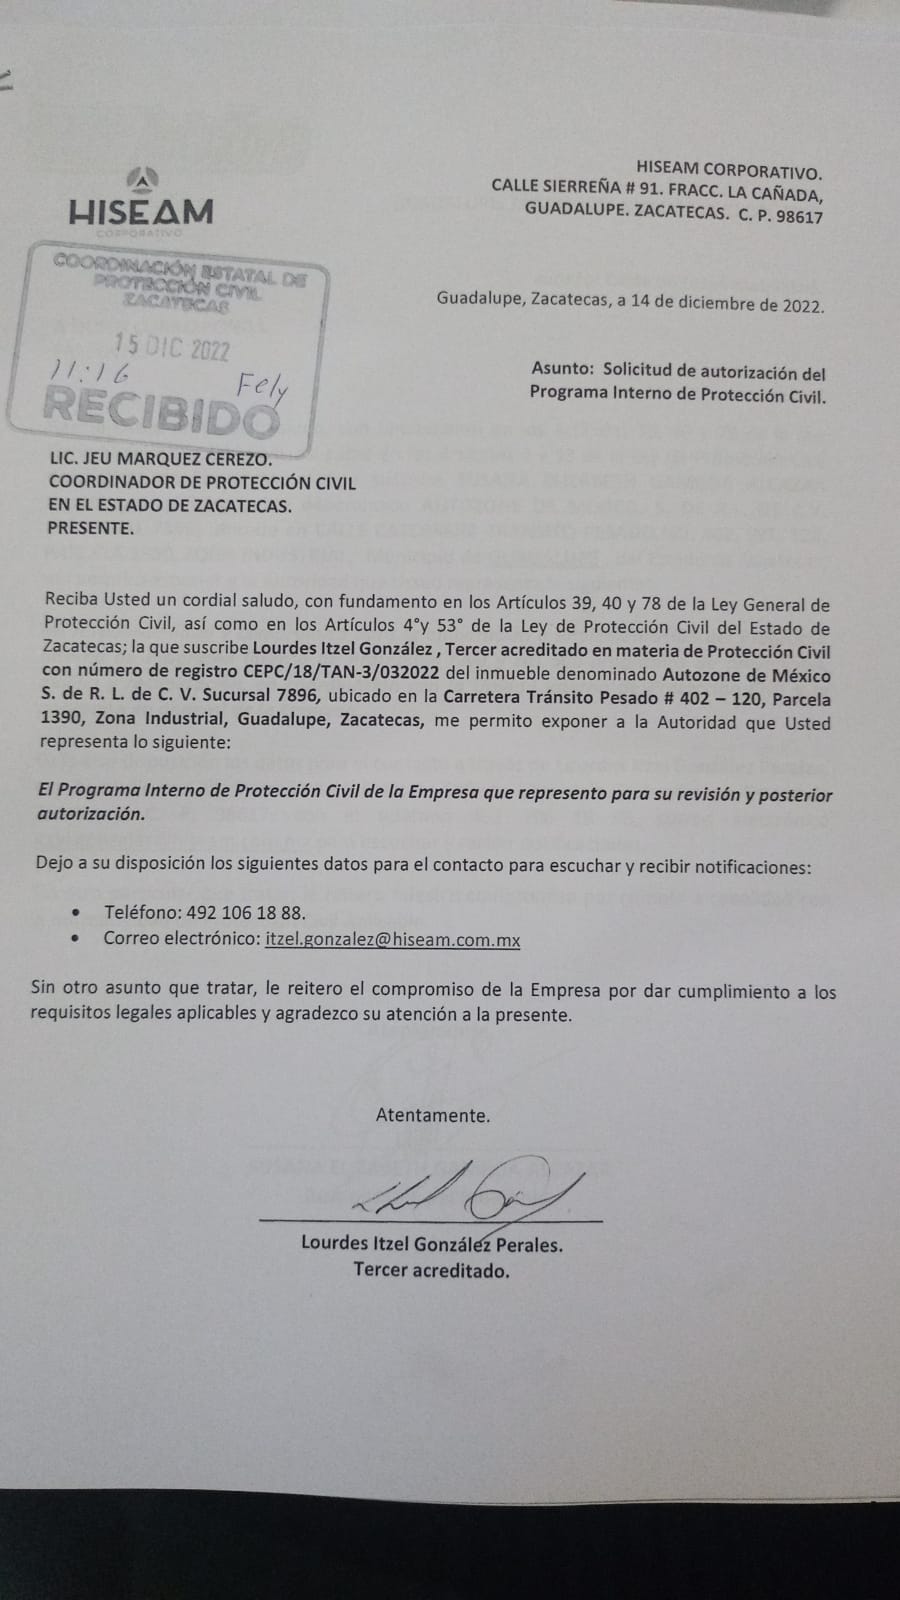 HISEAM CORPORATIVO.
CALLE SIERREÑA # 91. FRACC. LA CAÑADA,
GUADALUPE. ZACATECAS. C. P. 98617
HISEAM
CORPORATIVO
COORDINACIÓN ESTATAL DE
PROTECCIÓN CIVIL
ZACATECAS
15 DIC 2022
11:16 Fely
RECIBIDO
Guadalupe, Zacatecas, a 14 de diciembre de 2022.
Asunto: Solicitud de autorización del
Programa Interno de Protección Civil.
LIC. JEU MARQUEZ CEREZO.
COORDINADOR DE PROTECCIÓN CIVIL
EN EL ESTADO DE ZACATECAS.
PRESENTE.
Reciba Usted un cordial saludo, con fundamento en los Artículos 39, 40 y 78 de la Ley General de
Protección Civil, así como en los Artículos 4°y 53° de la Ley de Protección Civil del Estado de
Zacatecas; la que suscribe Lourdes Itzel González , Tercer acreditado en materia de Protección Civil
con número de registro CEPC/18/TAN-3/032022 del inmueble denominado Autozone de México
S. de R. L. de C. V. Sucursal 7896, ubicado en la Carretera Tránsito Pesado # 402 – 120, Parcela
1390, Zona Industrial, Guadalupe, Zacatecas, me permito exponer a la Autoridad que Usted
representa lo siguiente:
El Programa Interno de Protección Civil de la Empresa que represento para su revisión y posterior
autorización.
Dejo a su disposición los siguientes datos para el contacto para escuchar y recibir notificaciones:
• Teléfono: 492 106 18 88.
• Correo electrónico: itzel.gonzalez@hiseam.com.mx
Sin otro asunto que tratar, le reitero el compromiso de la Empresa por dar cumplimiento a los
requisitos legales aplicables y agradezco su atención a la presente.
Atentamente.
Lourdes Itzel González Perales.
Tercer acreditado.